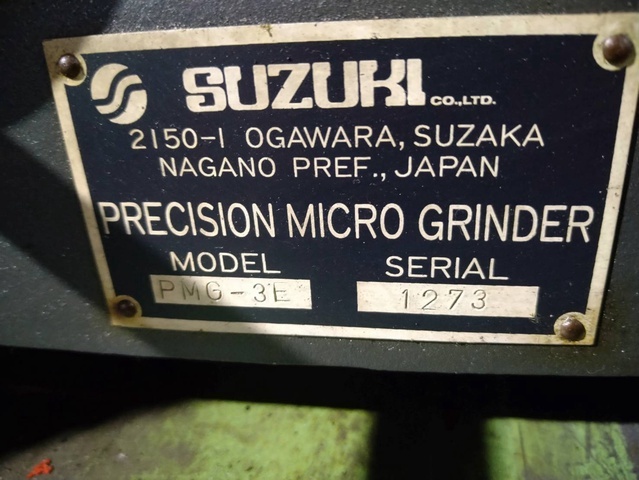 SUZUKI CO.,LTD.
2150-1 OGAWARA, SUZAKA
NAGANO PREF., JAPAN
PRECISION MICRO GRINDER
MODEL SERIAL
PMG-3E 1273